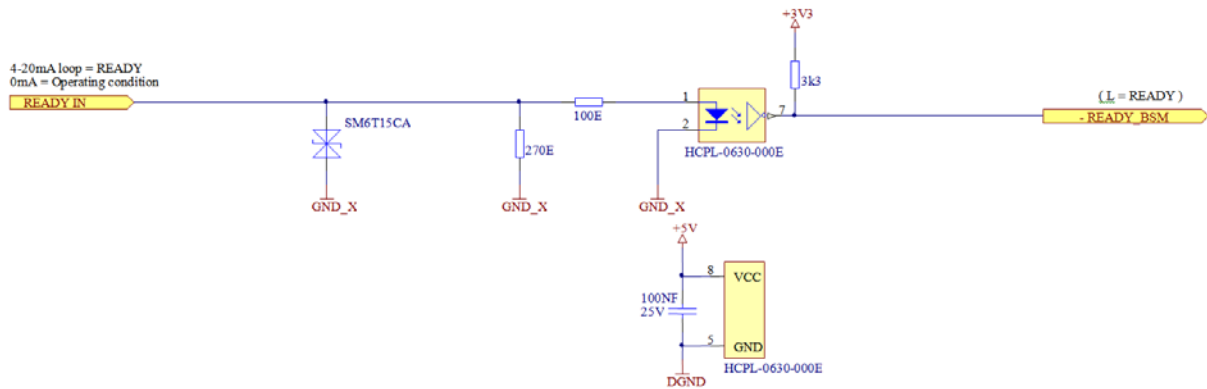 +3V3
4-20mA loop = READY
0mA = Operating condition
READY IN
3k3
( L = READY )
- READY_BSM
100E
1
2
7
SM6T15CA
270E
HCPL-0630-000E
GND_X
GND_X
GND_X
+5V
8
VCC
100NF
25V
5
GND
HCPL-0630-000E
DGND